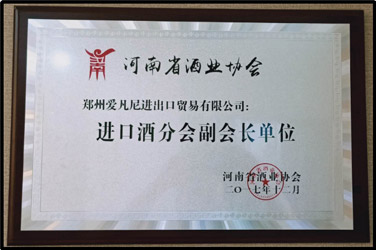 河南省酒业协会
郑州爱凡尼进出口贸易有限公司:
进口酒分会副会长单位
河南省酒业协会
二〇一七年十二月